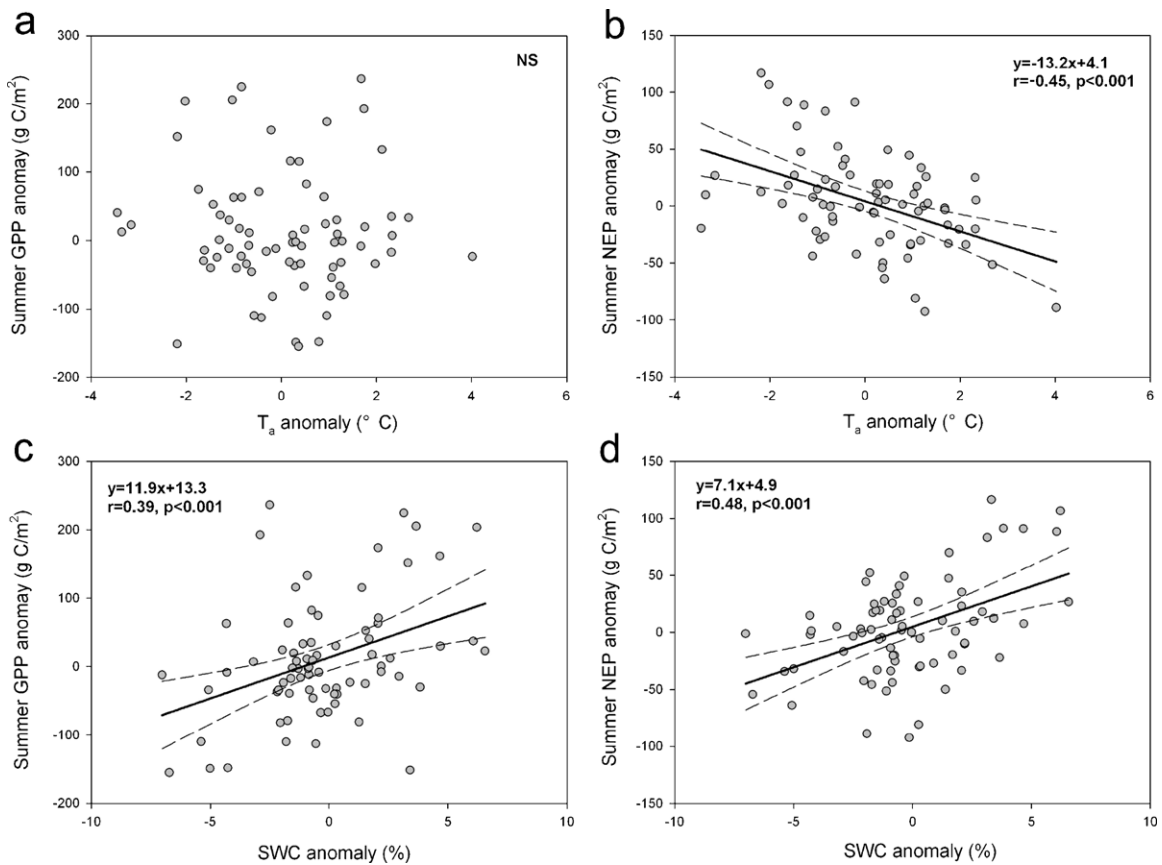 a
300
200
100
0
-100
-200
Summer GPP anomay (g C/m²)
NS
-4
-2
0
2
4
6
Tₐ anomaly (° C)
b
150
100
50
0
-50
-100
-150
Summer NEP anomay (g C/m²)
y=-13.2x+4.1
r=-0.45, p<0.001
-4
-2
0
2
4
6
Tₐ anomaly (° C)
c
300
200
100
0
-100
-200
Summer GPP anomay (g C/m²)
y=11.9x+13.3
r=0.39, p<0.001
-10
-5
0
5
10
SWC anomaly (%)
d
150
100
50
0
-50
-100
-150
Summer NEP anomay (g C/m²)
y=7.1x+4.9
r=0.48, p<0.001
-10
-5
0
5
10
SWC anomaly (%)